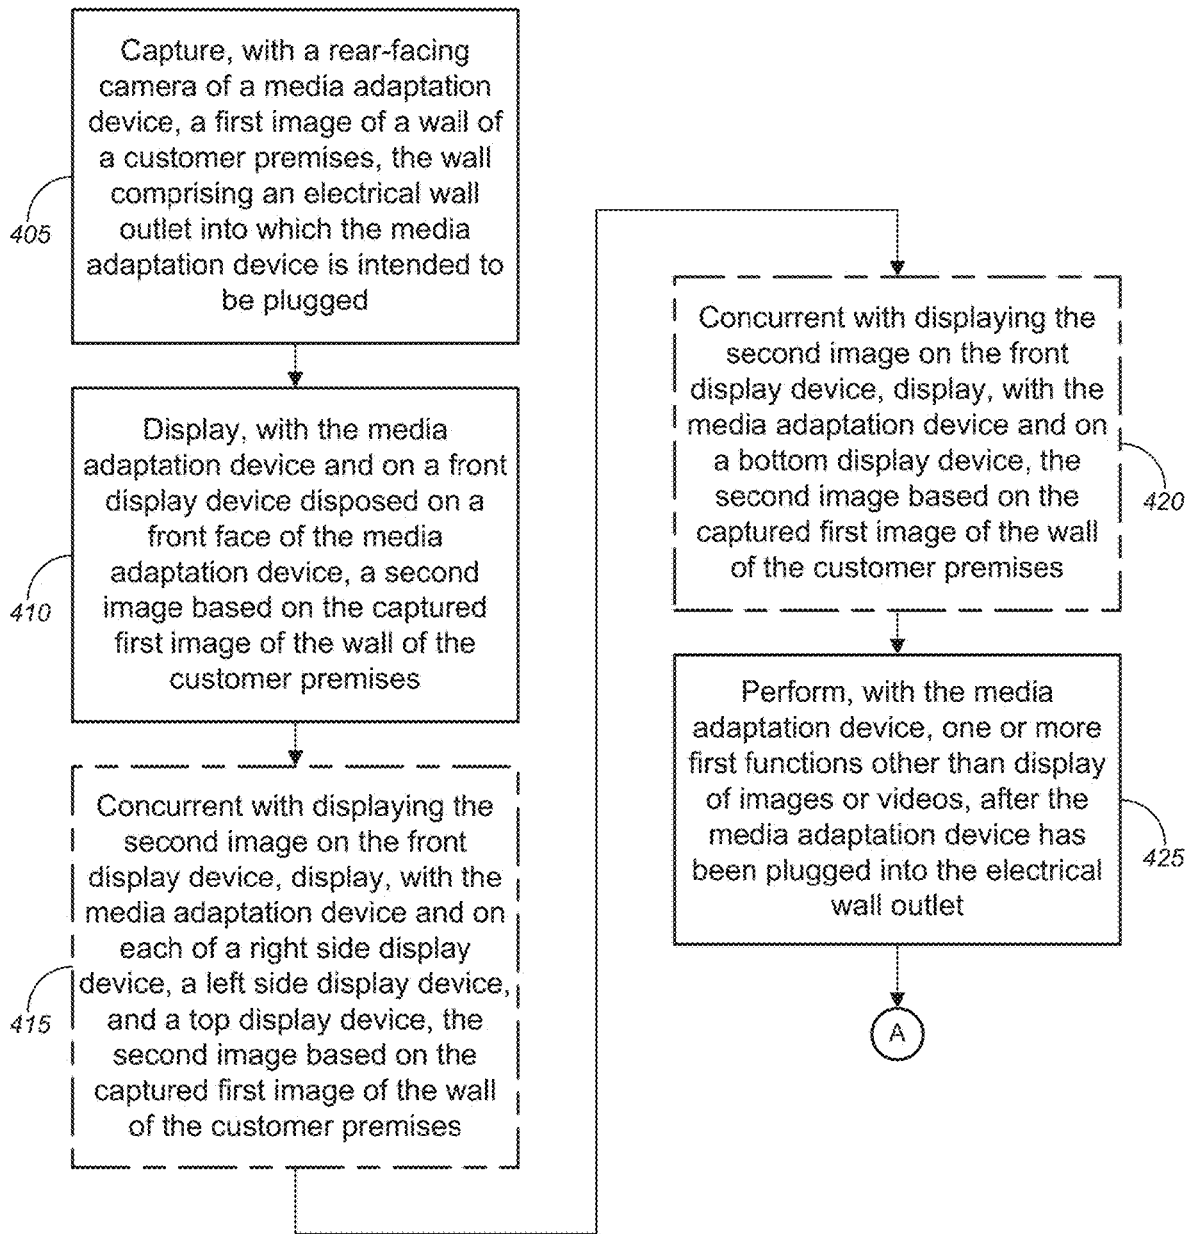 Capture, with a rear-facing
camera of a media adaptation
device, a first image of a wall of
a customer premises, the wall
comprising an electrical wall
outlet into which the media
adaptation device is intended to
be plugged
405
Display, with the media
adaptation device and on a front
display device disposed on a
front face of the media
adaptation device, a second
image based on the captured
first image of the wall of the
customer premises
410
Concurrent with displaying the
second image on the front
display device, display, with the
media adaptation device and on
each of a right side display
device, a left side display device,
and a top display device, the
second image based on the
captured first image of the wall
of the customer premises
415
Concurrent with displaying the
second image on the front
display device, display, with the
media adaptation device and on
a bottom display device, the
second image based on the
captured first image of the wall
of the customer premises
420
Perform, with the media
adaptation device, one or more
first functions other than display
of images or videos, after the
media adaptation device has
been plugged into the electrical
wall outlet
425
A